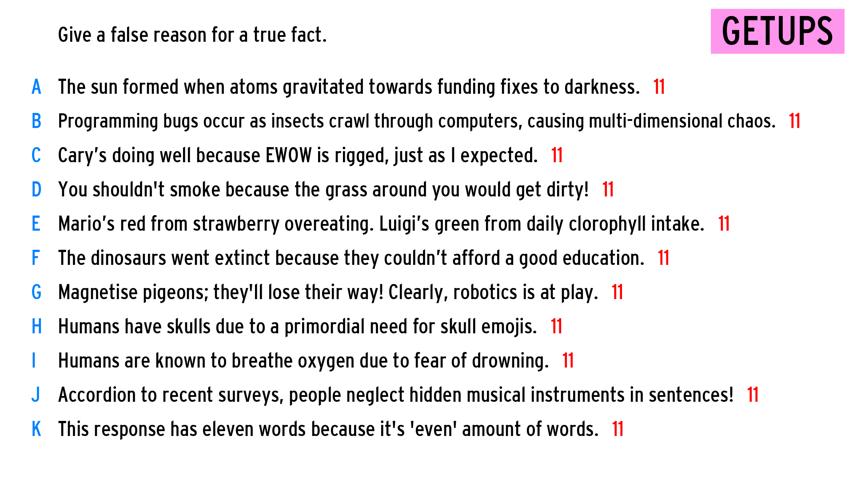 Give a false reason for a true fact.
GETUPS
A The sun formed when atoms gravitated towards funding fixes to darkness. 11
B Programming bugs occur as insects crawl through computers, causing multi-dimensional chaos. 11
C Cary’s doing well because EWOW is rigged, just as I expected. 11
D You shouldn't smoke because the grass around you would get dirty! 11
E Mario’s red from strawberry overeating. Luigi’s green from daily clorophyll intake. 11
F The dinosaurs went extinct because they couldn’t afford a good education. 11
G Magnetise pigeons; they'll lose their way! Clearly, robotics is at play. 11
H Humans have skulls due to a primordial need for skull emojis. 11
I Humans are known to breathe oxygen due to fear of drowning. 11
J Accordion to recent surveys, people neglect hidden musical instruments in sentences! 11
K This response has eleven words because it's 'even' amount of words. 11